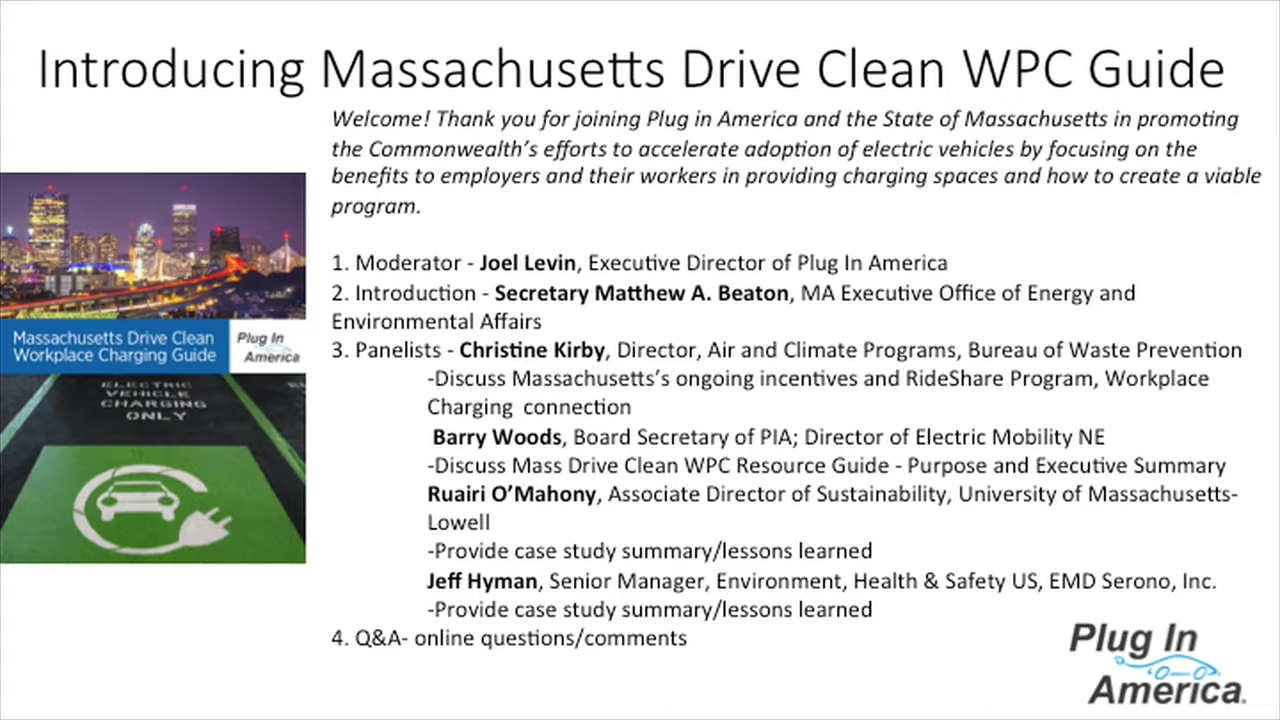 Introducing Massachusetts Drive Clean WPC Guide
Welcome! Thank you for joining Plug in America and the State of Massachusetts in promoting
the Commonwealth's efforts to accelerate adoption of electric vehicles by focusing on the
benefits to employers and their workers in providing charging spaces and how to create a viable
program.
1. Moderator - Joel Levin, Executive Director of Plug In America
2. Introduction - Secretary Matthew A. Beaton, MA Executive Office of Energy and
Environmental Affairs
3. Panelists - Christine Kirby, Director, Air and Climate Programs, Bureau of Waste Prevention
-Discuss Massachusetts's ongoing incentives and RideShare Program, Workplace
Charging connection
Barry Woods, Board Secretary of PIA; Director of Electric Mobility NE
-Discuss Mass Drive Clean WPC Resource Guide - Purpose and Executive Summary
Ruairi O'Mahony, Associate Director of Sustainability, University of Massachusetts-
Lowell
-Provide case study summary/lessons learned
Jeff Hyman, Senior Manager, Environment, Health & Safety US, EMD Serono, Inc.
-Provide case study summary/lessons learned
4. Q&A- online questions/comments
Massachusetts Drive Clean
Workplace Charging Guide
Plug In
America
ELECTRIC
VEHICLE
CHARGING
ONLY
Plug In
America.